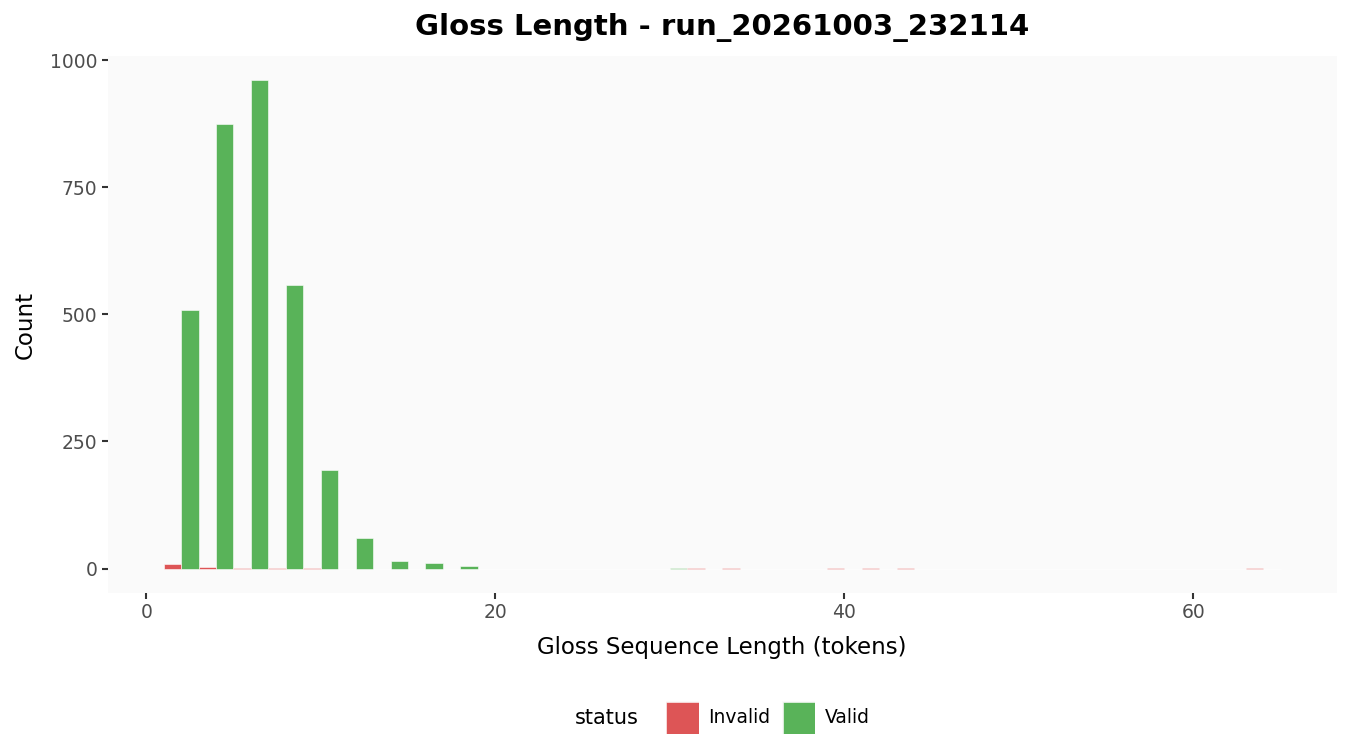 Gloss Length - run_20261003_232114
1000
750
500
250
0
Count
0 20 40 60
Gloss Sequence Length (tokens)
status Invalid Valid